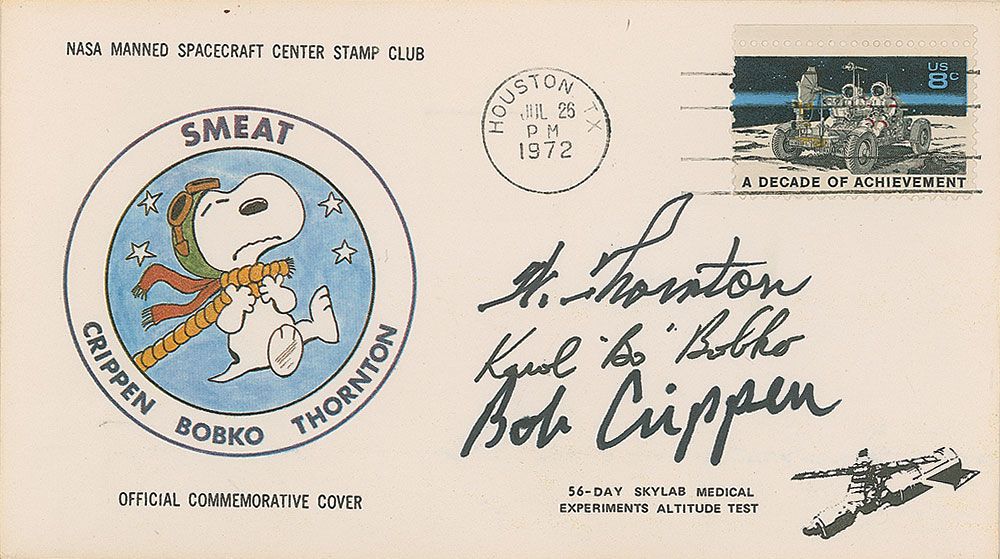 NASA MANNED SPACECRAFT CENTER STAMP CLUB
SMEAT
CRIPPEN BOBKO THORNTON
OFFICIAL COMMEMORATIVE COVER
HOUSTON TX
JUL 26
PM
1972
US
8c
A DECADE OF ACHIEVEMENT
W. Thornton
Karol "Bo" Bobko
Bob Crippen
56-DAY SKYLAB MEDICAL
EXPERIMENTS ALTITUDE TEST